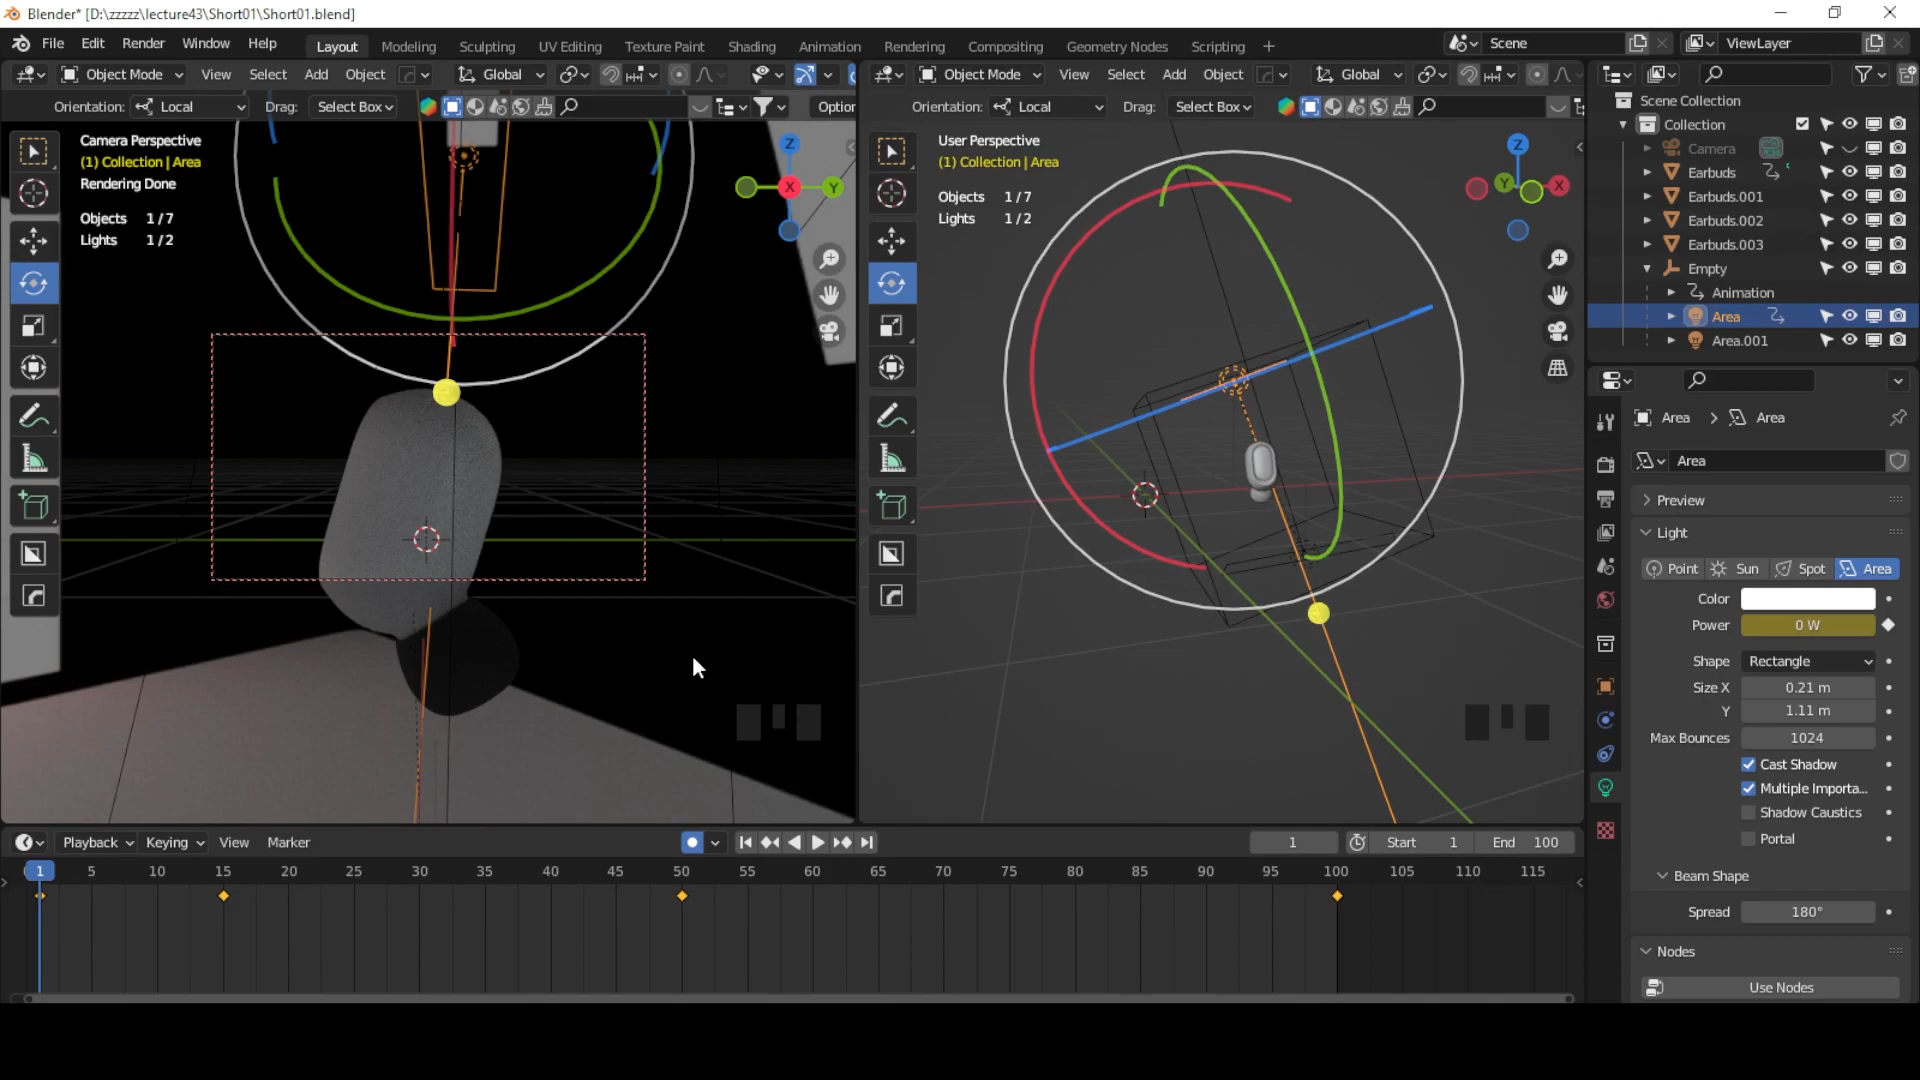 Blender* [D:\zzzzz\lecture43\Short01\Short01.blend]
File Edit Render Window Help Layout Modeling Sculpting UV Editing Texture Paint Shading Animation Rendering Compositing Geometry Nodes Scripting + Scene ViewLayer
Object Mode View Select Add Object Global
Orientation: Local Drag: Select Box Option
Camera Perspective
(1) Collection | Area
Rendering Done
Objects 1/7
Lights 1/2
Z
X
Y
Object Mode View Select Add Object Global
Orientation: Local Drag: Select Box
User Perspective
(1) Collection | Area
Objects 1/7
Lights 1/2
Z
Y
X
Scene Collection
Collection
Camera
Earbuds
Earbuds.001
Earbuds.002
Earbuds.003
Empty
Animation
Area
Area.001
Area > Area
Area
Preview
Light
Point Sun Spot Area
Color
Power 0 W
Shape Rectangle
Size X 0.21 m
Y 1.11 m
Max Bounces 1024
Cast Shadow
Multiple Importa...
Shadow Caustics
Portal
Beam Shape
Spread 180°
Nodes
Use Nodes
Playback Keying View Marker 1 Start 1 End 100
1 5 10 15 20 25 30 35 40 45 50 55 60 65 70 75 80 85 90 95 100 105 110 115